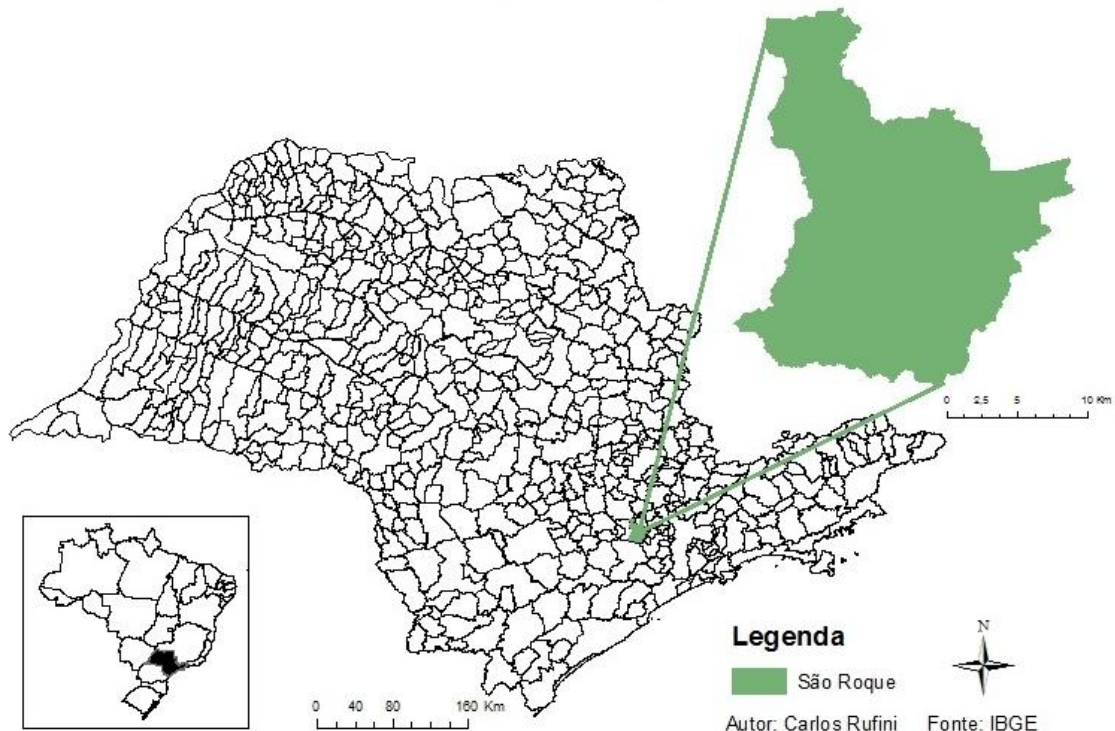 0 2,5 5 10 Km
N
Legenda
São Roque
0 40 80 160 Km
Autor: Carlos Rufini Fonte: IBGE